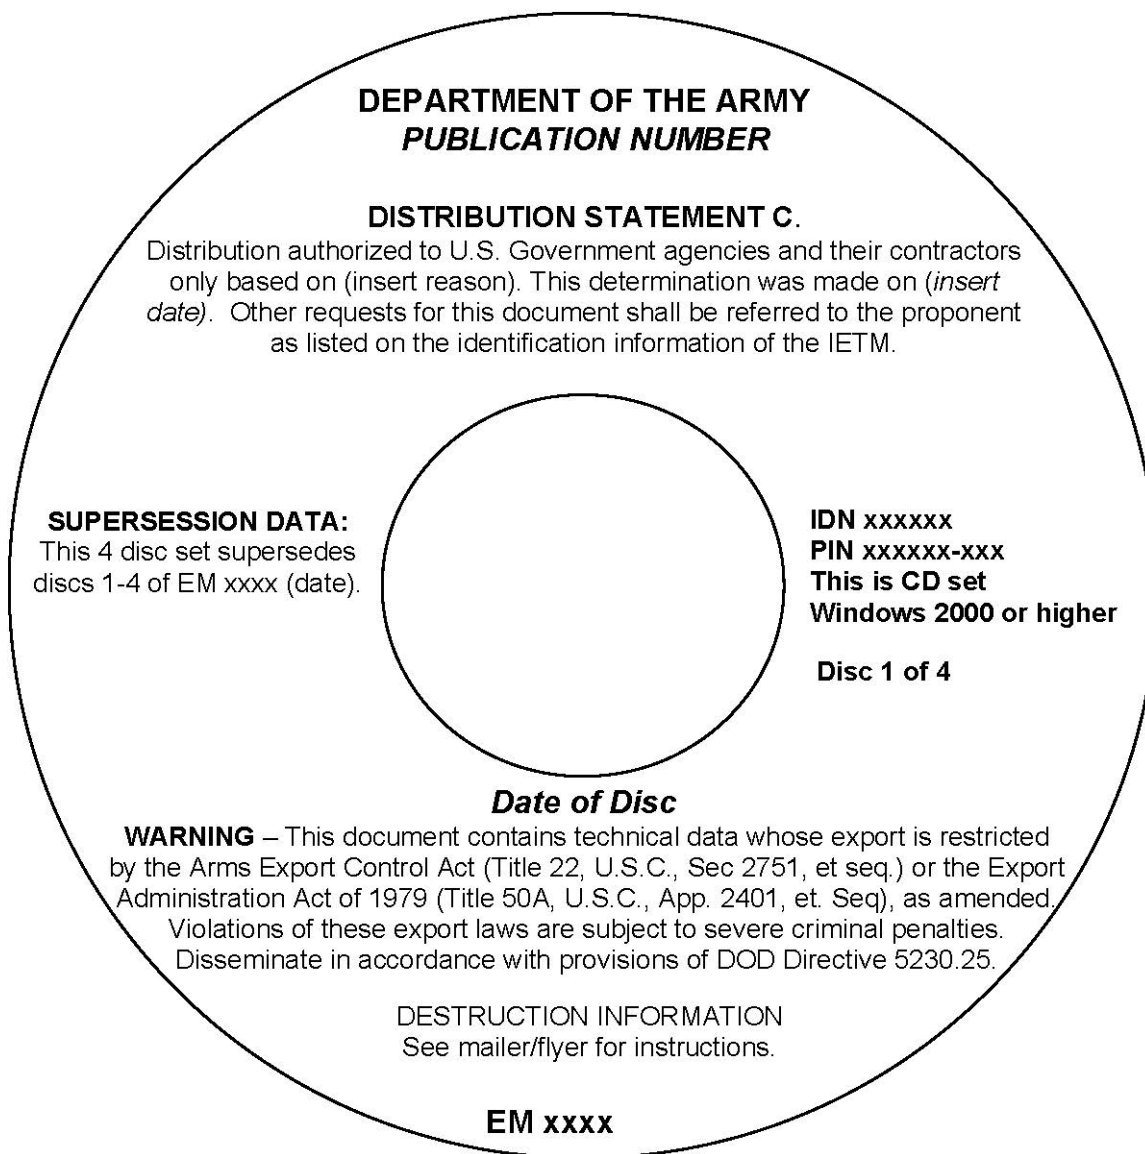 DEPARTMENT OF THE ARMY
PUBLICATION NUMBER
DISTRIBUTION STATEMENT C.
Distribution authorized to U.S. Government agencies and their contractors
only based on (insert reason). This determination was made on (insert
date). Other requests for this document shall be referred to the proponent
as listed on the identification information of the IETM.
SUPERSESSION DATA:
This 4 disc set supersedes
discs 1-4 of EM xxxx (date).
IDN xxxxxx
PIN xxxxxx-xxx
This is CD set
Windows 2000 or higher
Disc 1 of 4
Date of Disc
WARNING – This document contains technical data whose export is restricted
by the Arms Export Control Act (Title 22, U.S.C., Sec 2751, et seq.) or the Export
Administration Act of 1979 (Title 50A, U.S.C., App. 2401, et. Seq), as amended.
Violations of these export laws are subject to severe criminal penalties.
Disseminate in accordance with provisions of DOD Directive 5230.25.
DESTRUCTION INFORMATION
See mailer/flyer for instructions.
EM xxxx